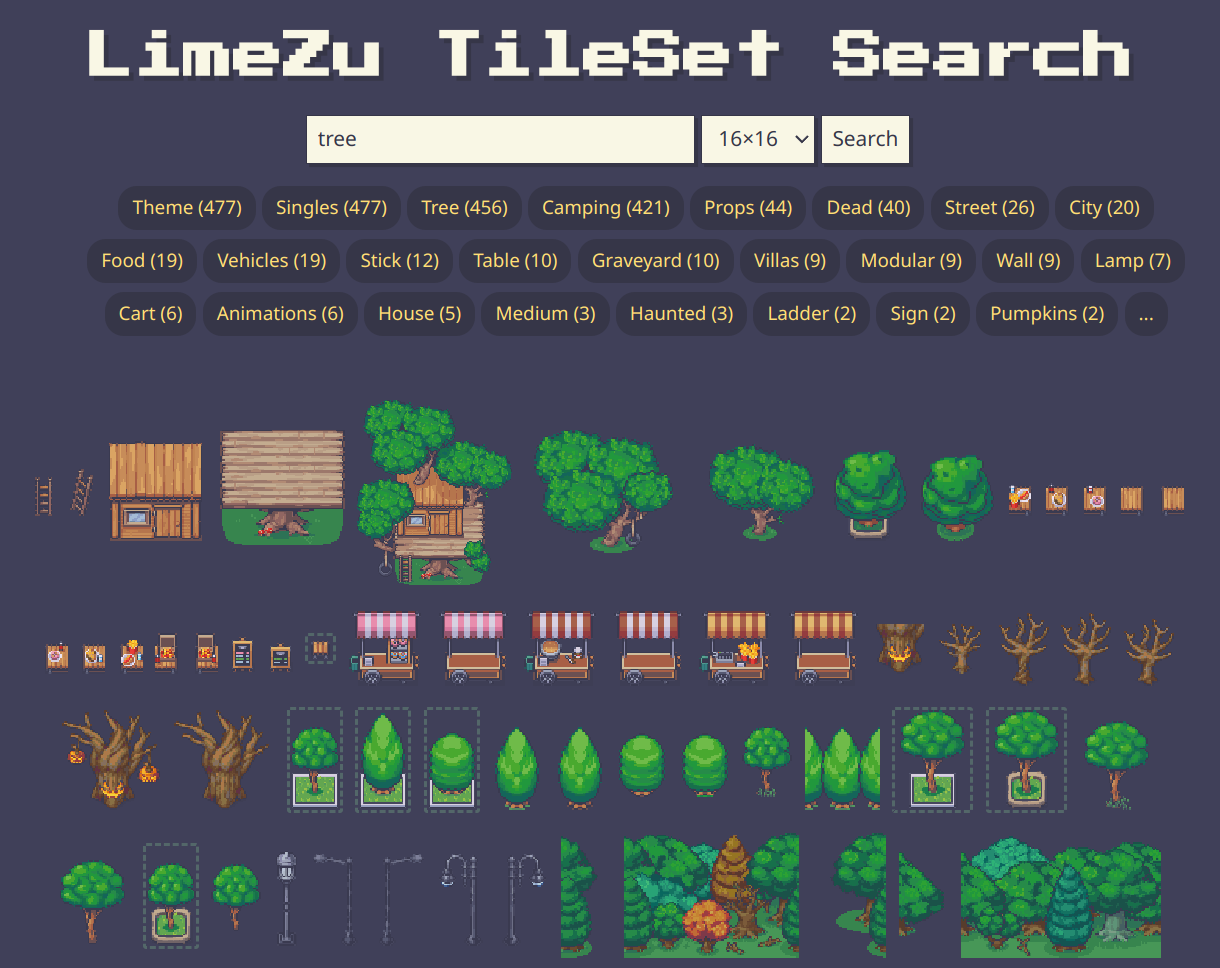 LimeZu TileSet Search
tree 16×16 Search
Theme (477) Singles (477) Tree (456) Camping (421) Props (44) Dead (40) Street (26) City (20)
Food (19) Vehicles (19) Stick (12) Table (10) Graveyard (10) Villas (9) Modular (9) Wall (9) Lamp (7)
Cart (6) Animations (6) House (5) Medium (3) Haunted (3) Ladder (2) Sign (2) Pumpkins (2) ...